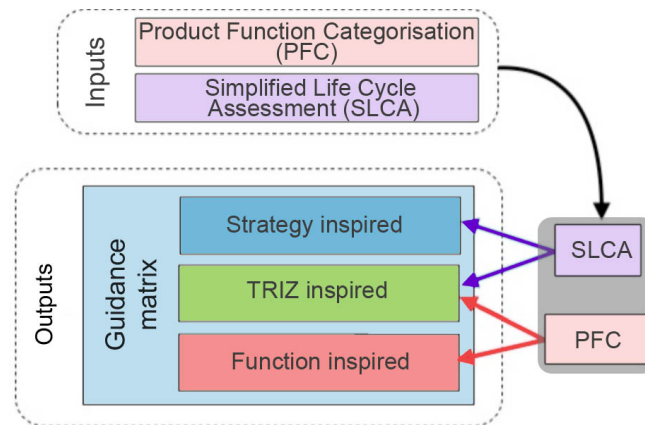 Inputs
Product Function Categorisation
(PFC)
Simplified Life Cycle
Assessment (SLCA)
Outputs
Guidance
matrix
Strategy inspired
TRIZ inspired
Function inspired
SLCA
PFC